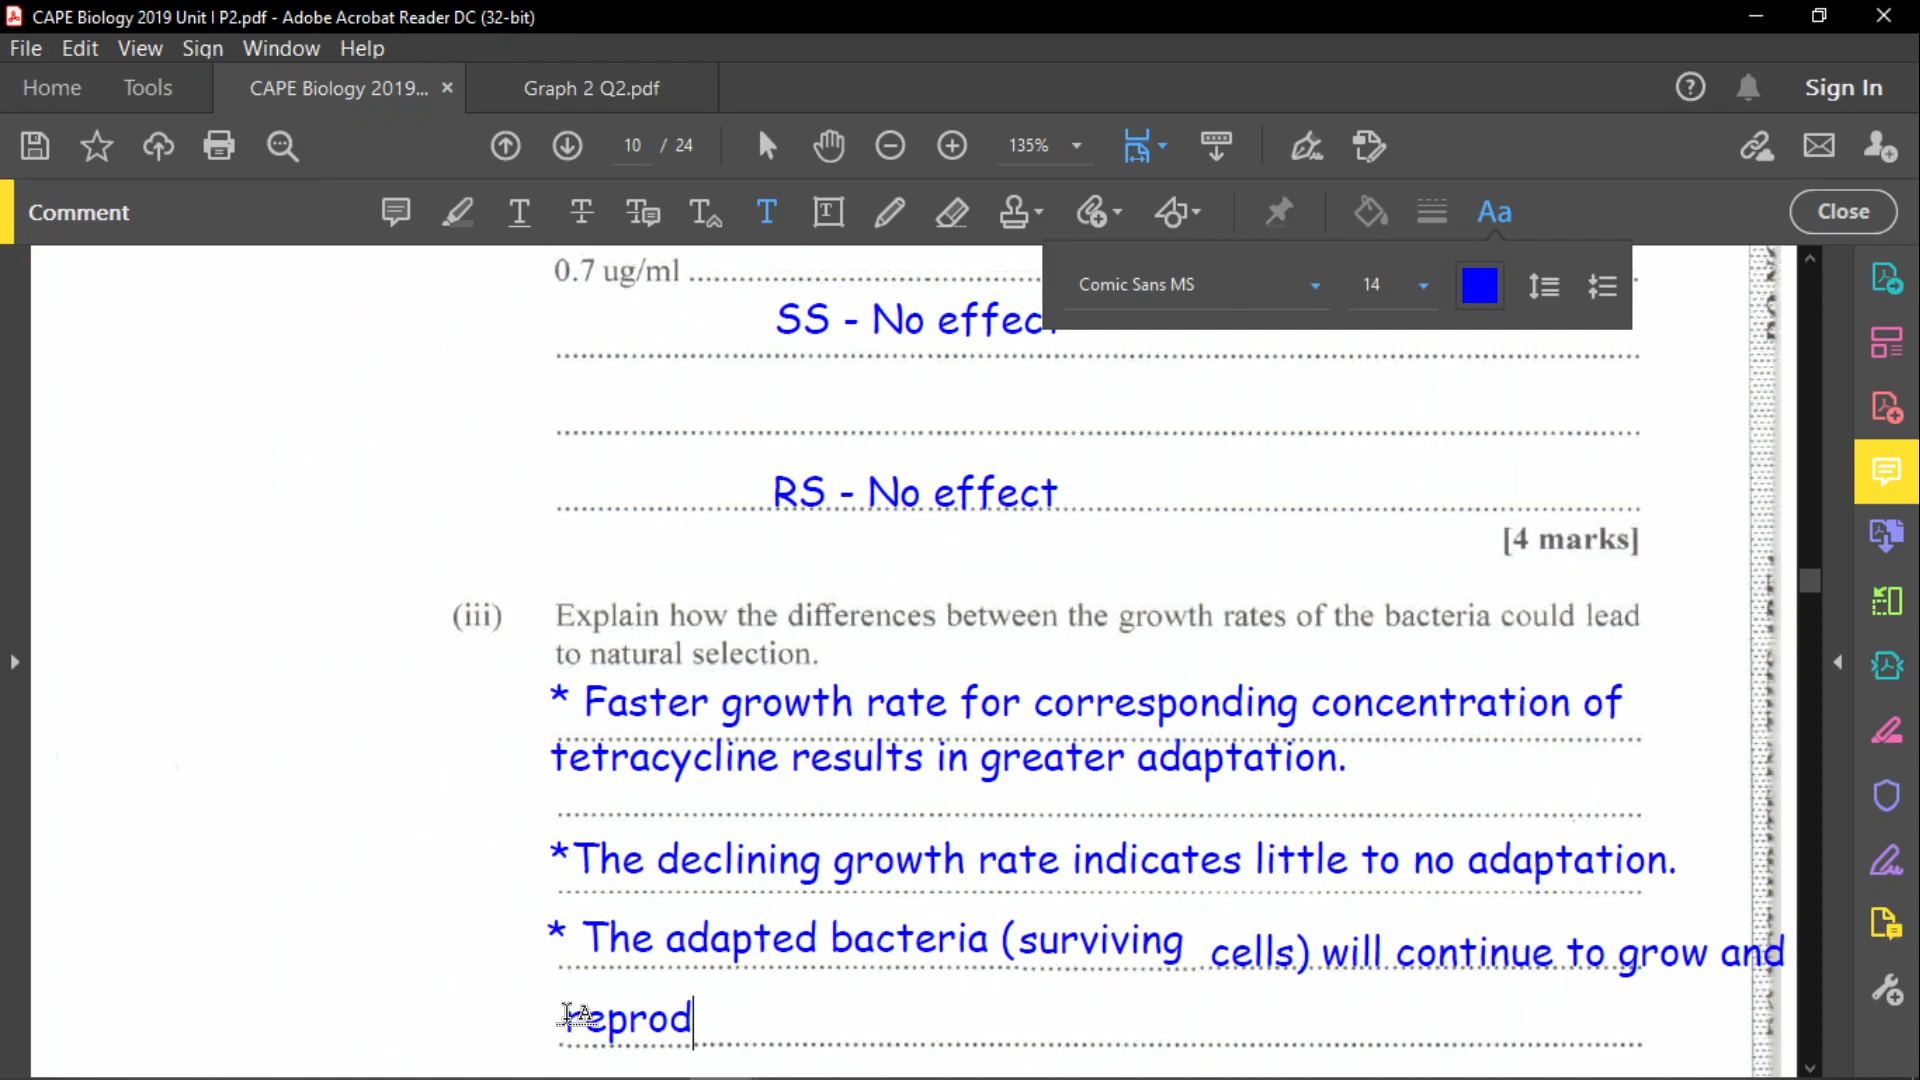 CAPE Biology 2019 Unit I P2.pdf - Adobe Acrobat Reader DC (32-bit)
File Edit View Sign Window Help
Home Tools CAPE Biology 2019... × Graph 2 Q2.pdf Sign In
10 / 24 135%
Comment Close
Comic Sans MS 14
0.7 ug/ml
SS - No effect
RS - No effect
[4 marks]
(iii) Explain how the differences between the growth rates of the bacteria could lead
to natural selection.
* Faster growth rate for corresponding concentration of
tetracycline results in greater adaptation.
*The declining growth rate indicates little to no adaptation.
* The adapted bacteria (surviving cells) will continue to grow and
reprod